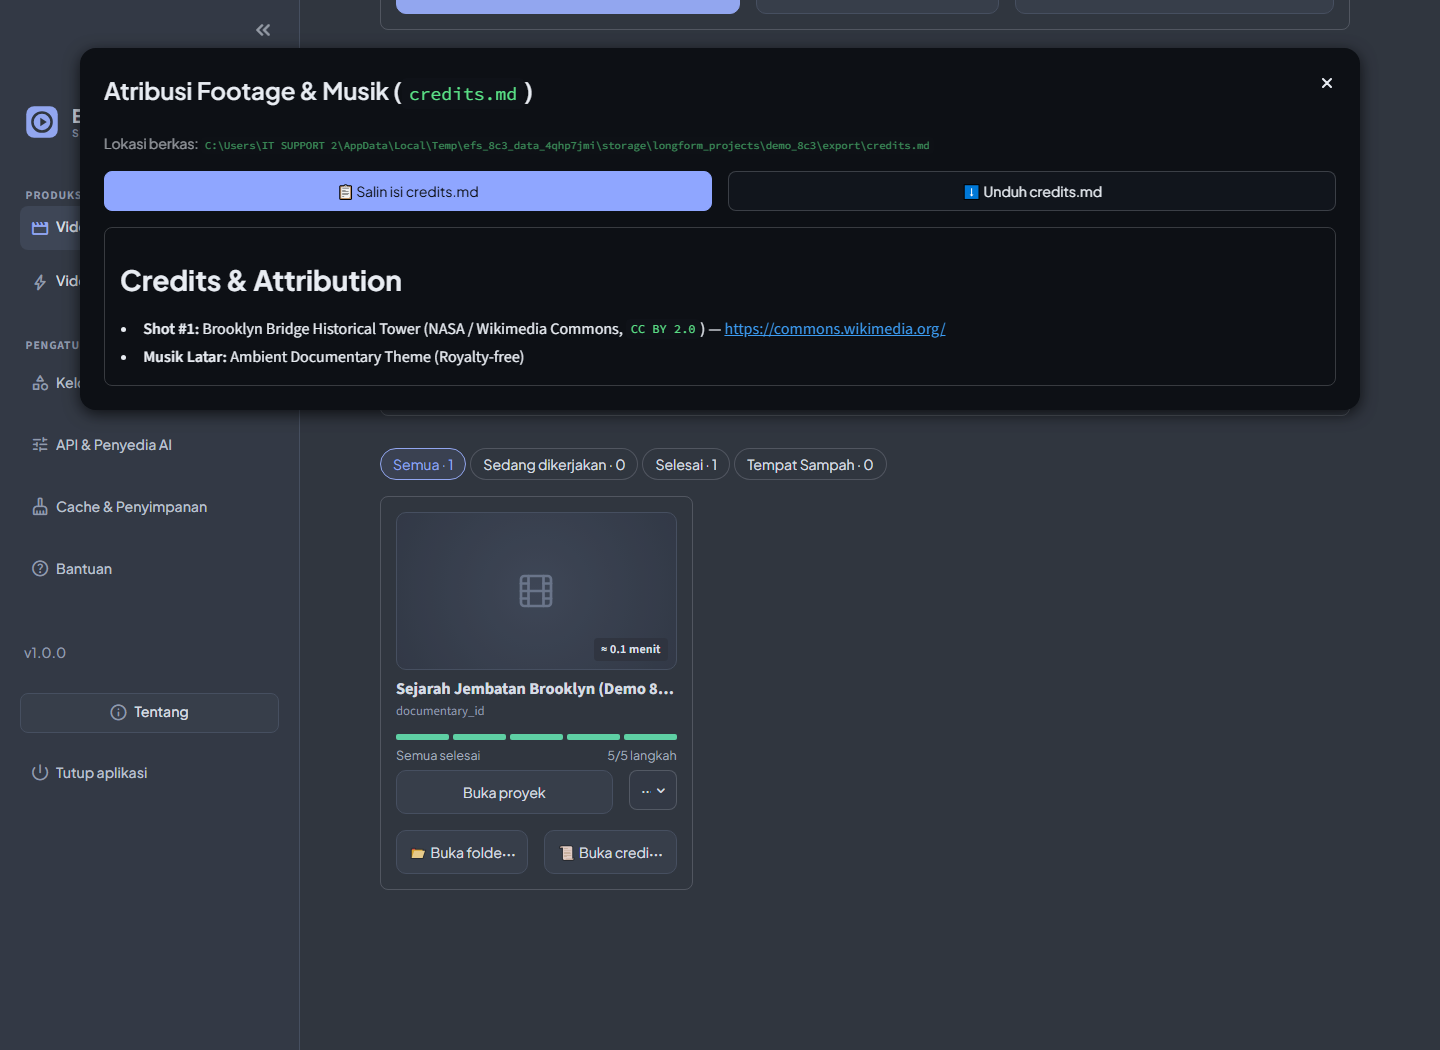 Atribusi Footage & Musik ( credits.md )
Lokasi berkas: C:\Users\IT SUPPORT 2\AppData\Local\Temp\efs_8c3_data_4qhp7jmi\storage\longform_projects\demo_8c3\export\credits.md
Salin isi credits.md
Unduh credits.md
Credits & Attribution
• Shot #1: Brooklyn Bridge Historical Tower (NASA / Wikimedia Commons, CC BY 2.0 ) — https://commons.wikimedia.org/
• Musik Latar: Ambient Documentary Theme (Royalty-free)
PRODUKS
Vid
PENGATU
Kelo
API & Penyedia AI
Cache & Penyimpanan
Bantuan
v1.0.0
Tentang
Tutup aplikasi
Semua · 1
Sedang dikerjakan · 0
Selesai · 1
Tempat Sampah · 0
≈ 0.1 menit
Sejarah Jembatan Brooklyn (Demo 8...
documentary_id
Semua selesai
5/5 langkah
Buka proyek
Buka folde...
Buka credi...